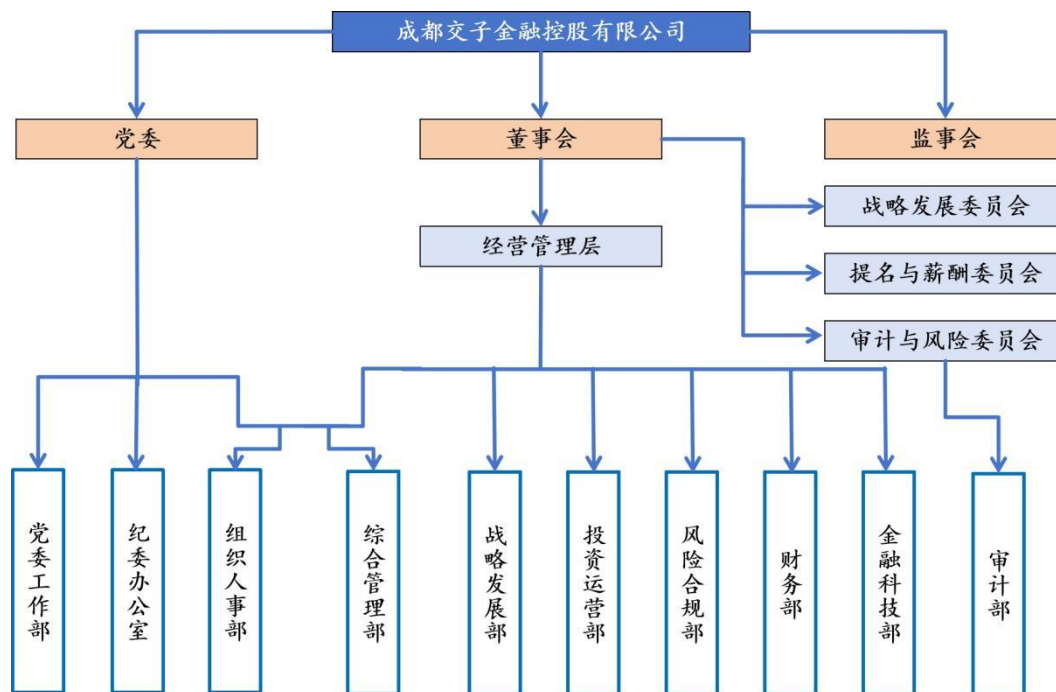 成都交子金融控股有限公司
党委
董事会
监事会
战略发展委员会
经营管理层
提名与薪酬委员会
审计与风险委员会
党委工作部
纪委办公室
组织人事部
综合管理部
战略发展部
投资运营部
风险合规部
财务部
金融科技部
审计部